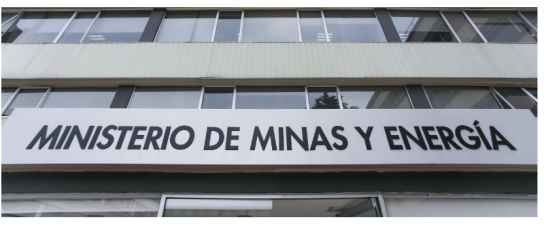 MINISTERIO DE MINAS Y ENERGÍA